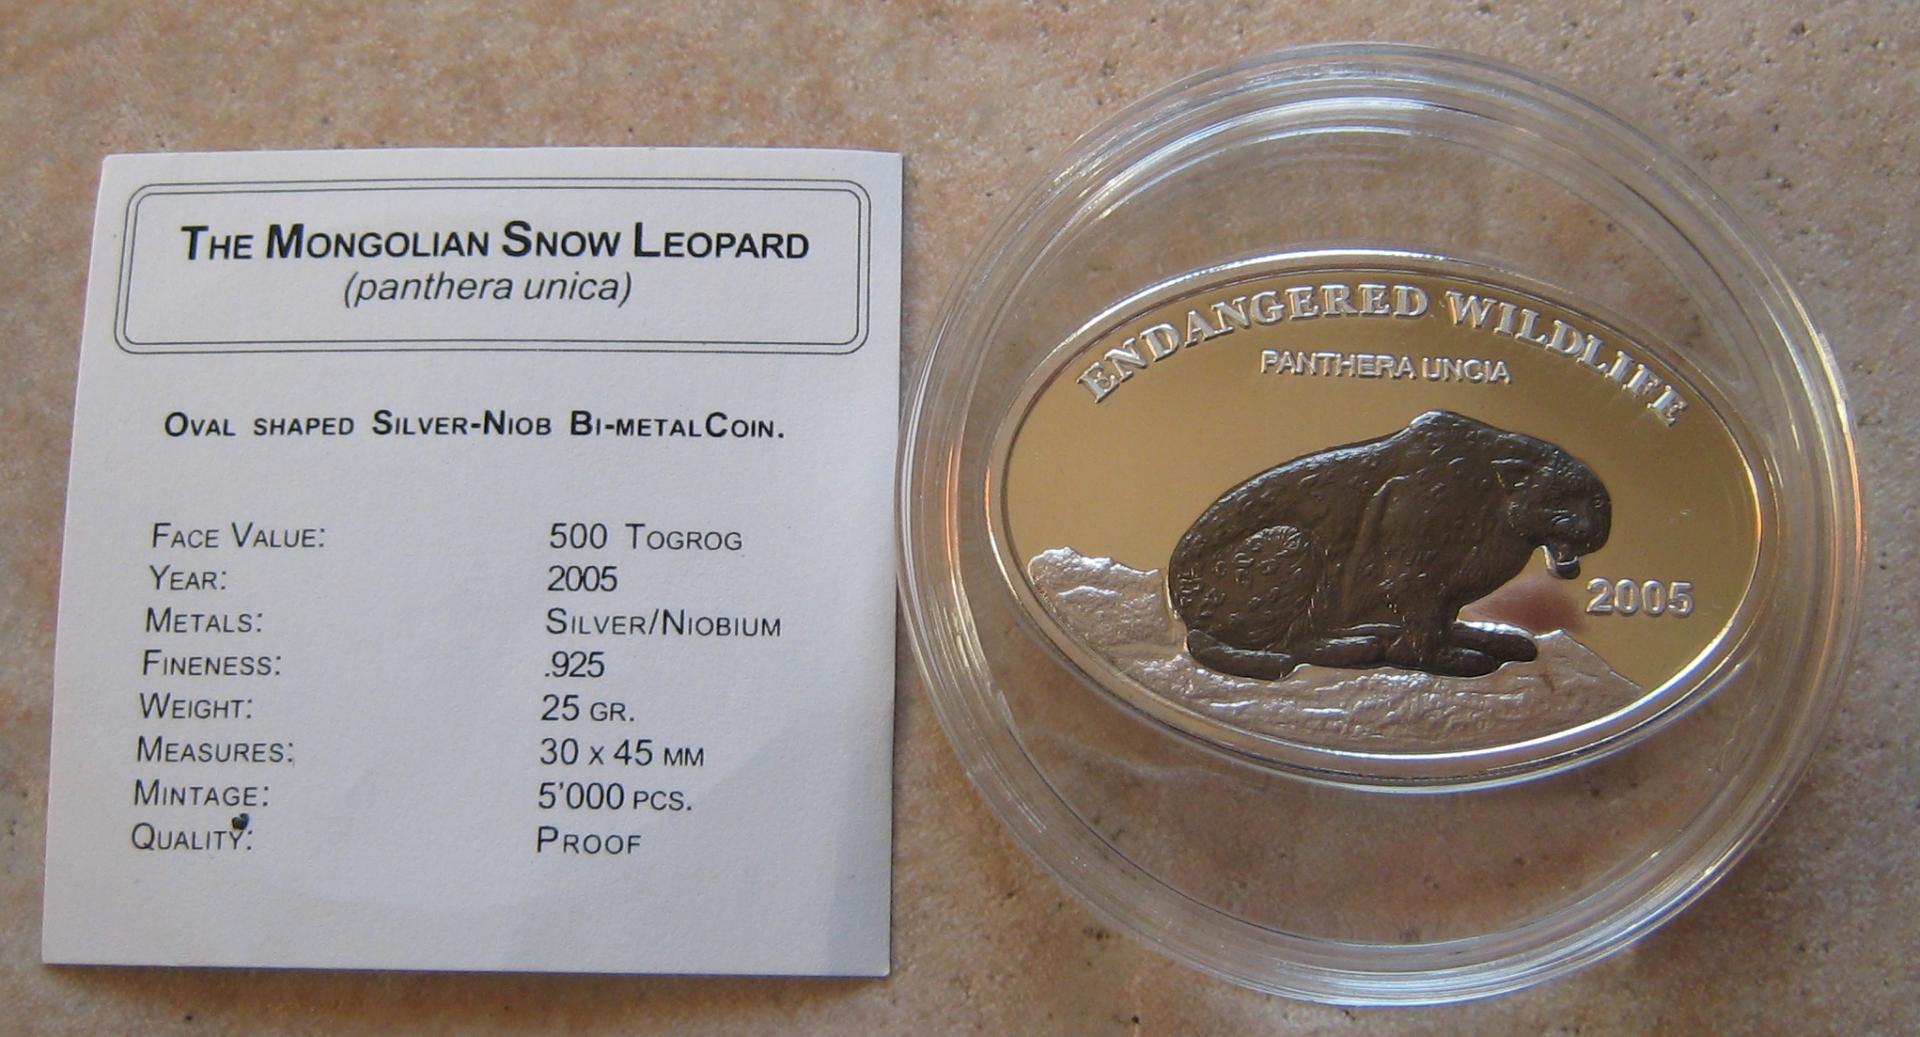 THE MONGOLIAN SNOW LEOPARD
(panthera unica)
OVAL SHAPED SILVER-NIOB BI-METAL COIN.
FACE VALUE: 500 TOGROG
YEAR: 2005
METALS: SILVER/NIOBIUM
FINENESS: .925
WEIGHT: 25 GR.
MEASURES: 30 X 45 MM
MINTAGE: 5'000 PCS.
QUALITY: PROOF
ENDANGERED WILDLIFE
PANTHERA UNCIA
2005